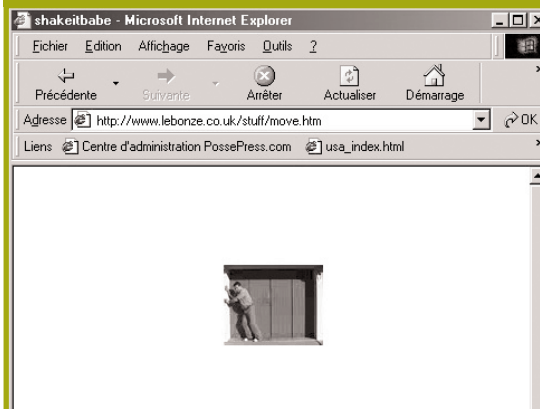 shakeitbabe - Microsoft Internet Explorer
Fichier Edition Affichage Favoris Outils ?
Précédente Suivante Arrêter Actualiser Démarrage
Adresse http://www.lebonze.co.uk/stuff/move.htm OK
Liens Centre d'administration PossePress.com usa_index.html